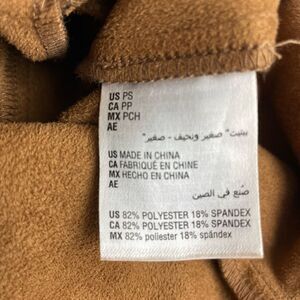 US PS
CA PP
MX PCH
AE
بيتيت" صغير ونحيف - صغير"
US MADE IN CHINA
CA FABRIQUÉ EN CHINE
MX HECHO EN CHINA
AE
صنع في الصين
US 82% POLYESTER 18% SPANDEX
CA 82% POLYESTER 18% SPANDEX
MX 82% poliéster 18% spándex